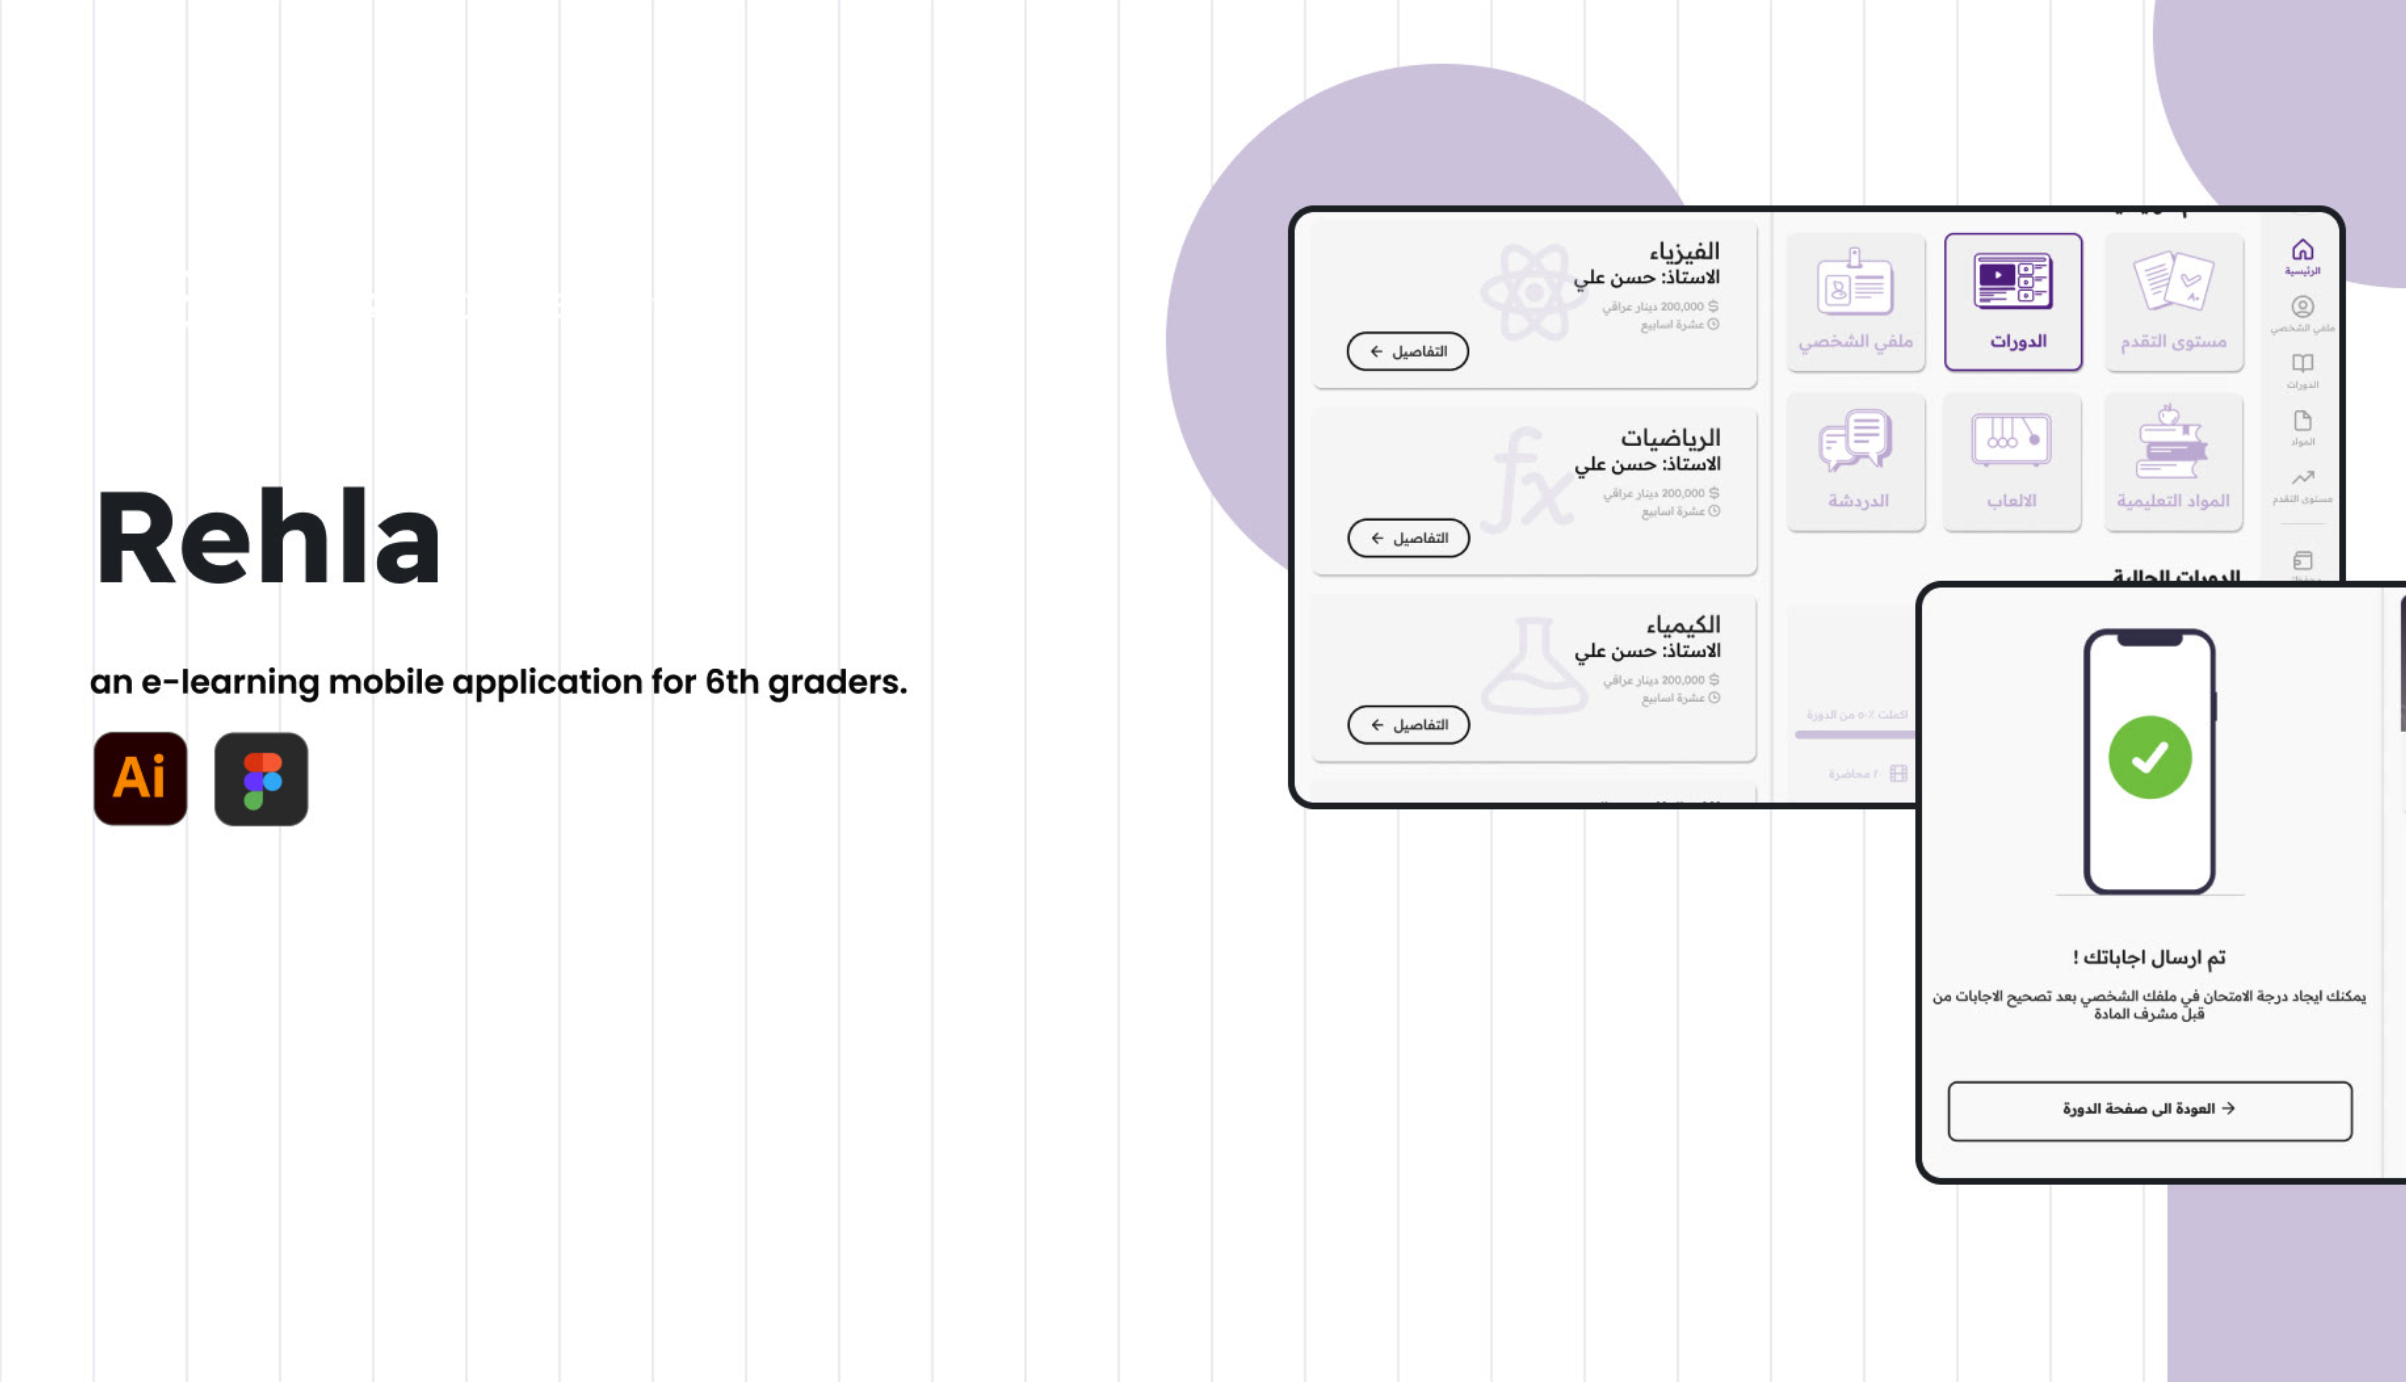 Rehla
an e-learning mobile application for 6th graders.
Ai
الرئيسية
ملفي الشخصي
الدورات
المواد
مستوى التقدم
مستوى التقدم
الدورات
ملفي الشخصي
المواد التعليمية
الالعاب
الدردشة
الدورات الحالية
اكملت ٥٠٪ من الدورة
محاضرة
الفيزياء
الاستاذ: حسن علي
200,000 دينار عراقي
عشرة اسابيع
التفاصيل
الرياضيات
fx
الاستاذ: حسن علي
200,000 دينار عراقي
عشرة اسابيع
التفاصيل
الكيمياء
الاستاذ: حسن علي
200,000 دينار عراقي
عشرة اسابيع
التفاصيل
تم ارسال اجاباتك !
يمكنك ايجاد درجة الامتحان في ملفك الشخصي بعد تصحيح الاجابات من
قبل مشرف المادة
العودة الى صفحة الدورة